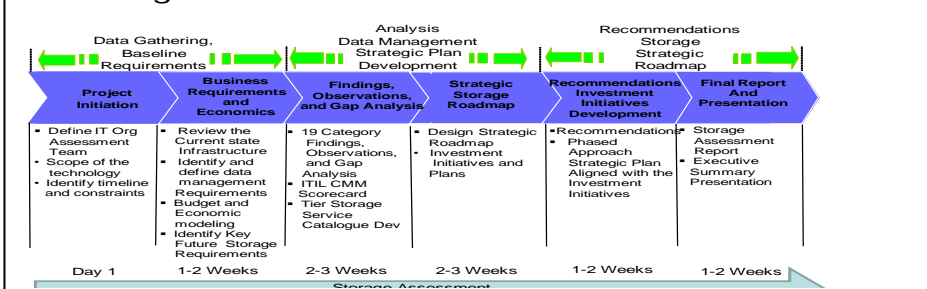 Data Gathering,
Baseline
Requirements
Analysis
Data Management
Strategic Plan
Development
Recommendations
Storage
Strategic
Roadmap
Project
Initiation
Business
Requirements
and
Economics
Findings,
Observations,
and Gap Analysis
Strategic
Storage
Roadmap
Recommendations
Investment
Initiatives
Development
Final Report
And
Presentation
▪ Define IT Org
Assessment
Team
• Scope of the
technology
• Identify timeline
and constraints
▪ Review the
Current state
Infrastructure
▪ Identify and
define data
management
Requirements
▪ Budget and
Economic
modeling
▪ Identify Key
Future Storage
Requirements
▪ 19 Category
Findings,
Observations,
and Gap
Analysis
▪ ITIL CMM
Scorecard
▪ Tier Storage
Service
Catalogue Dev
▪ Design Strategic
Roadmap
• Investment
Initiatives and
Plans
▪Recommendations
▪ Phased
Approach
Strategic Plan
Aligned with the
Investment
Initiatives
▪ Storage
Assessment
Report
▪ Executive
Summary
Presentation
Day 1
1-2 Weeks
2-3 Weeks
2-3 Weeks
1-2 Weeks
1-2 Weeks
Storage Assessment